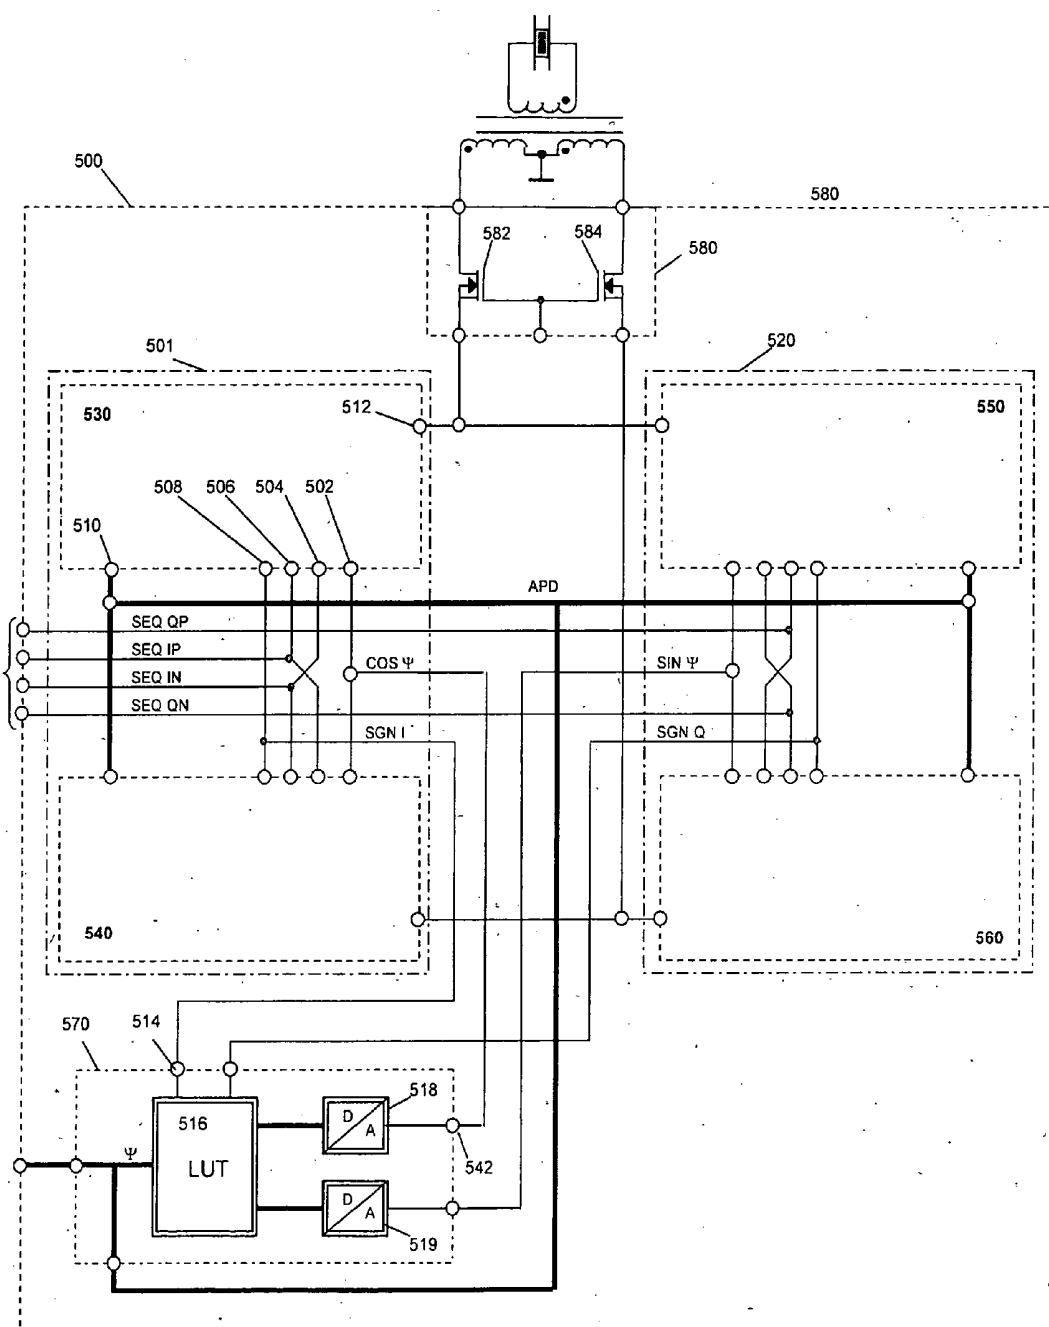 500
580
582
584
580
501
520
530
512
550
508
506
504
502
510
APD
SEQ QP
SEQ IP
COS Ψ
SIN Ψ
SEQ IN
SEQ QN
SGN I
SGN Q
540
560
570
514
518
516
D
A
Ψ
LUT
542
D
A
519